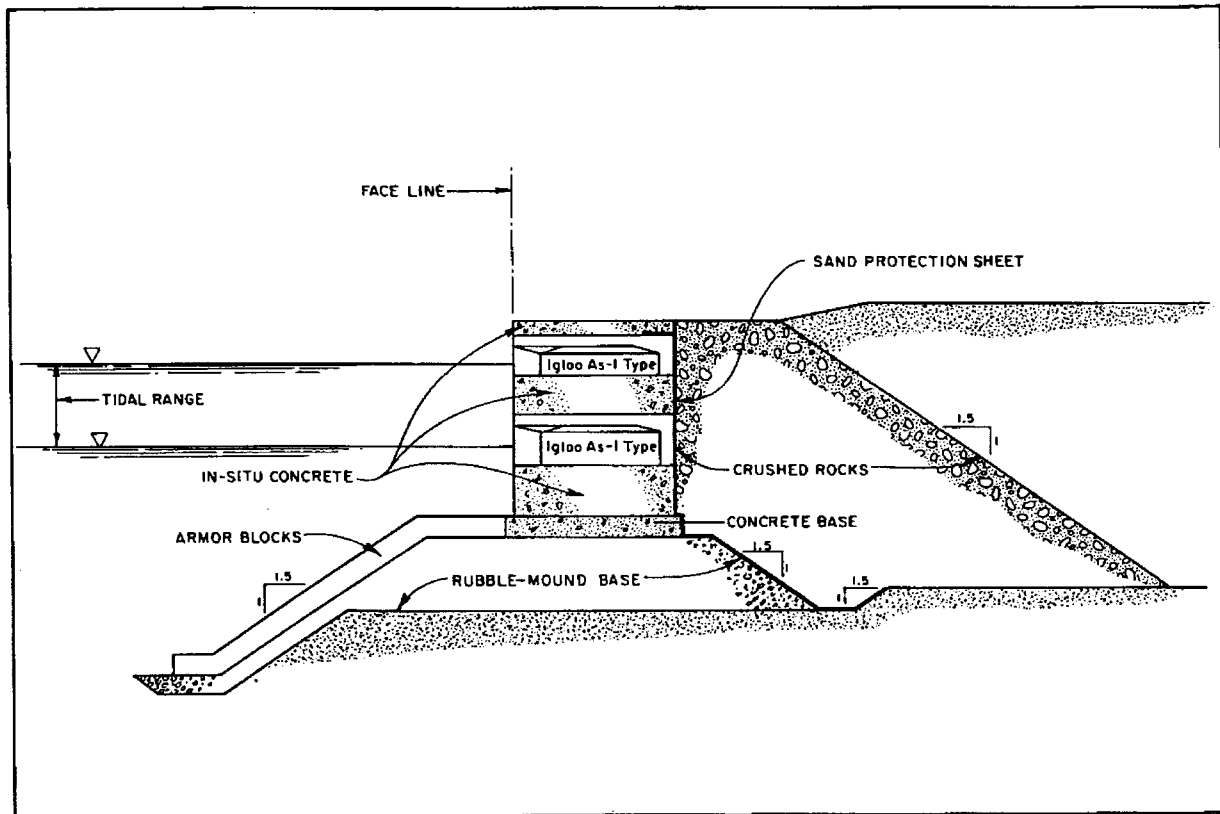 FACE LINE
SAND PROTECTION SHEET
Igloo As-I Type
TIDAL RANGE
1.5
1
Igloo As-I Type
CRUSHED ROCKS
IN-SITU CONCRETE
CONCRETE BASE
ARMOR BLOCKS
1.5
1
RUBBLE-MOUND BASE
1.5
1
1.5
1